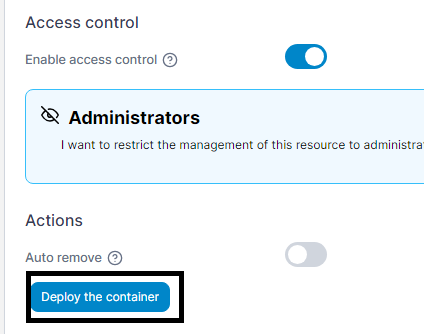 Access control
Enable access control
Administrators
I want to restrict the management of this resource to
Actions
Auto remove
Deploy the container